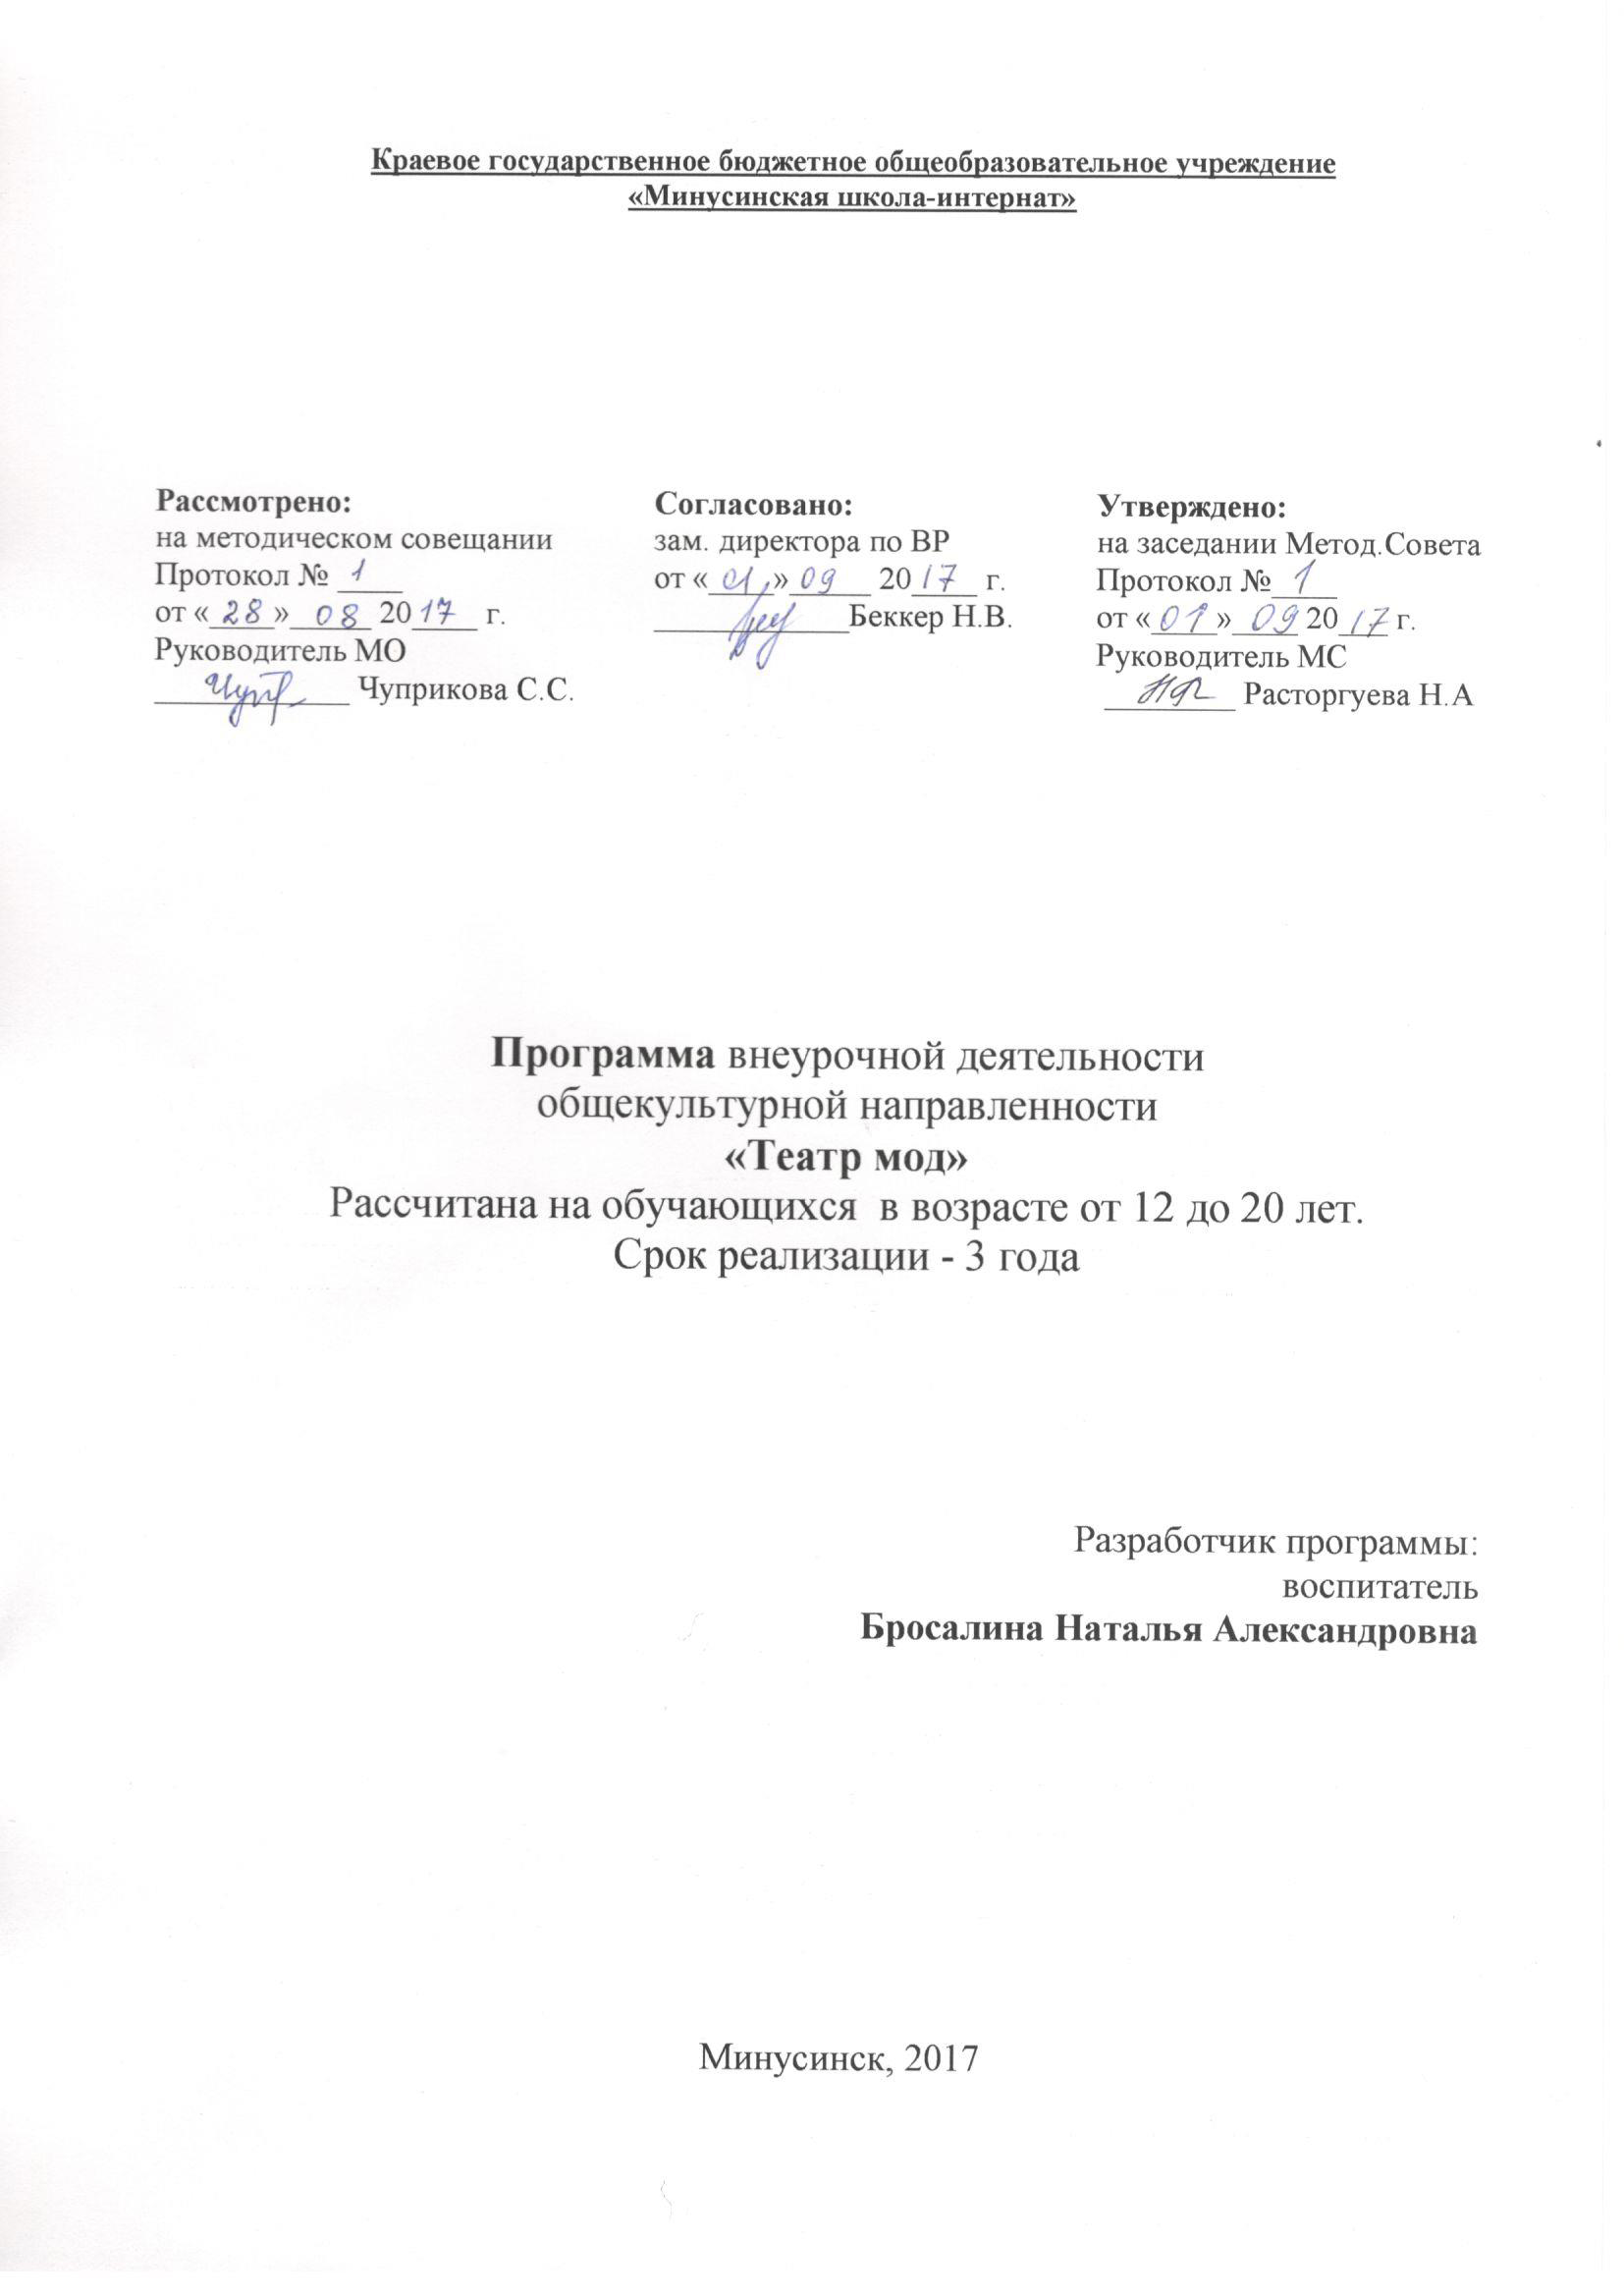 Краевое государственное бюджетное общеобразовательное учреждение
«Минусинская школа-интернат»
Рассмотрено:
на методическом совещании
Протокол № 1
от «28» 08 2017 г.
Руководитель МО
Чуприкова С.С.
Согласовано:
зам. директора по ВР
от «01» 09 2017 г.
Беккер Н.В.
Утверждено:
на заседании Метод.Совета
Протокол № 1
от «01» 09 2017 г.
Руководитель МС
Расторгуева Н.А
Программа внеурочной деятельности
общекультурной направленности
«Театр мод»
Рассчитана на обучающихся в возрасте от 12 до 20 лет.
Срок реализации - 3 года
Разработчик программы:
воспитатель
Бросалина Наталья Александровна
Минусинск, 2017